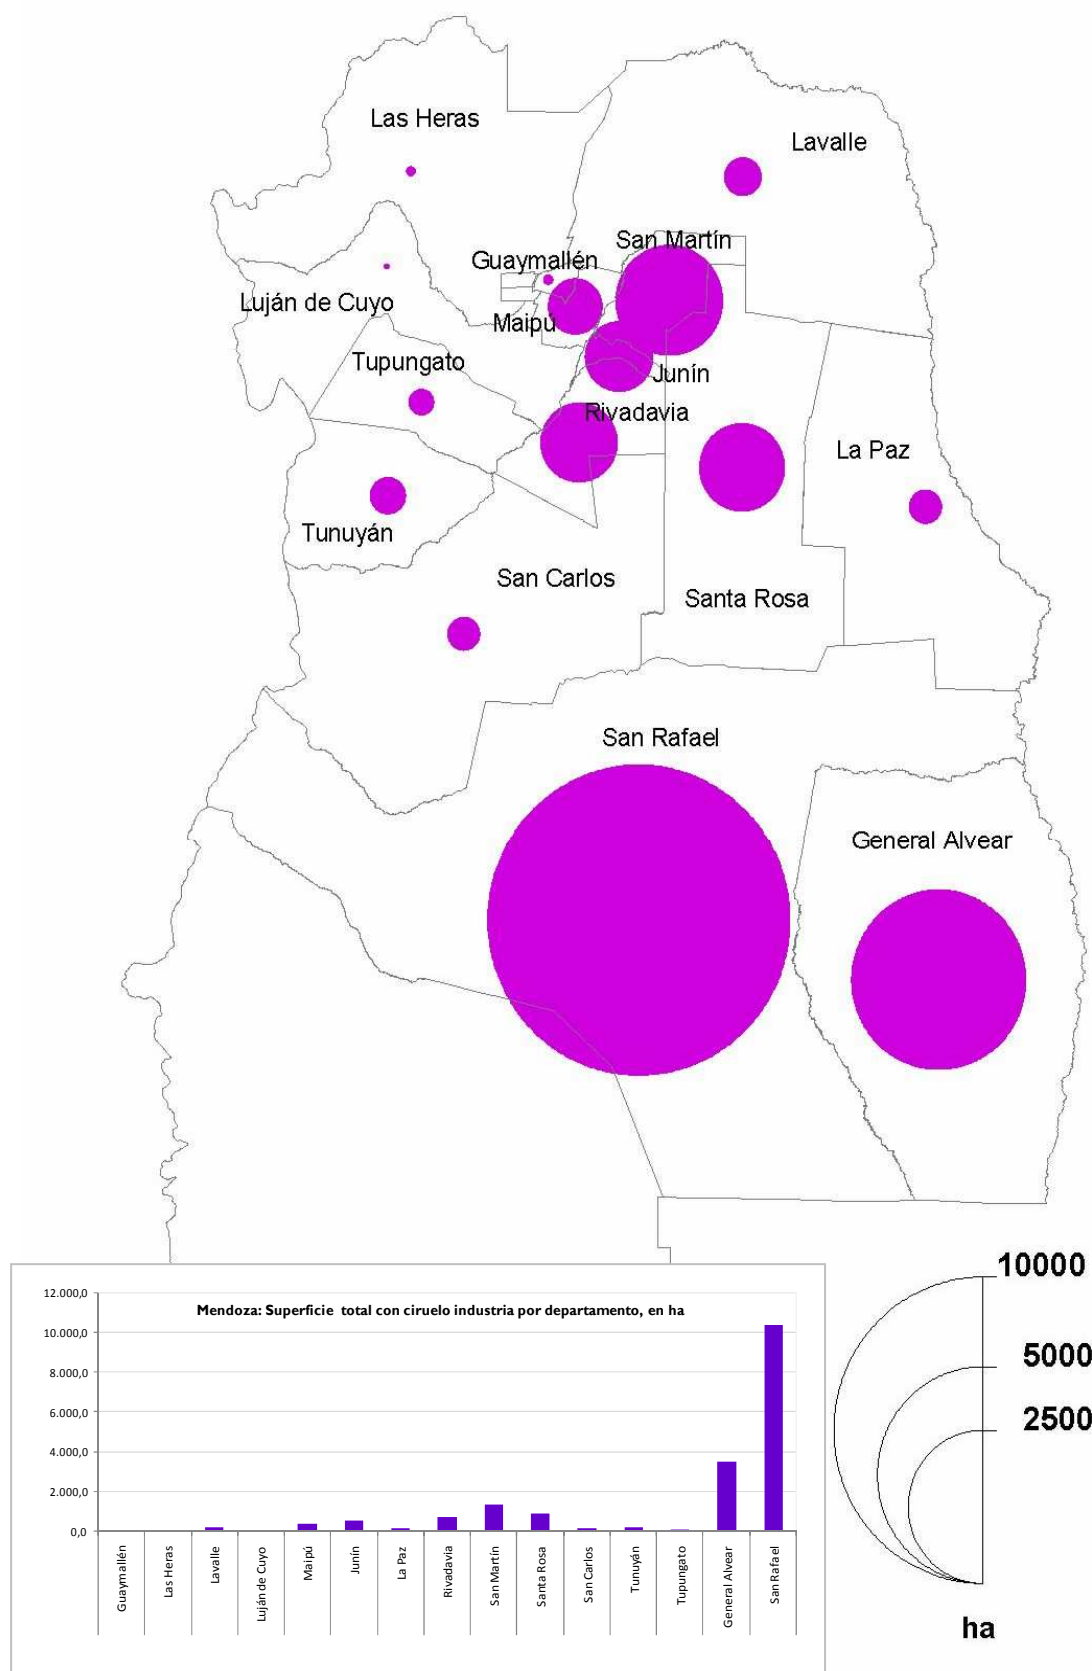 Las Heras
Lavalle
San Martín
Guaymallén
Luján de Cuyo
Maipú
Tupungato
Junín
Rivadavia
La Paz
Tunuyán
San Carlos
Santa Rosa
San Rafael
General Alvear
10000
5000
2500
ha
Mendoza: Superficie total con ciruelo industria por departamento, en ha
12.000,0
10.000,0
8.000,0
6.000,0
4.000,0
2.000,0
0,0
Guaymallén
Las Heras
Lavalle
Luján de Cuyo
Maipú
Junín
La Paz
Rivadavia
San Martín
Santa Rosa
San Carlos
Tunuyán
Tupungato
General Alvear
San Rafael